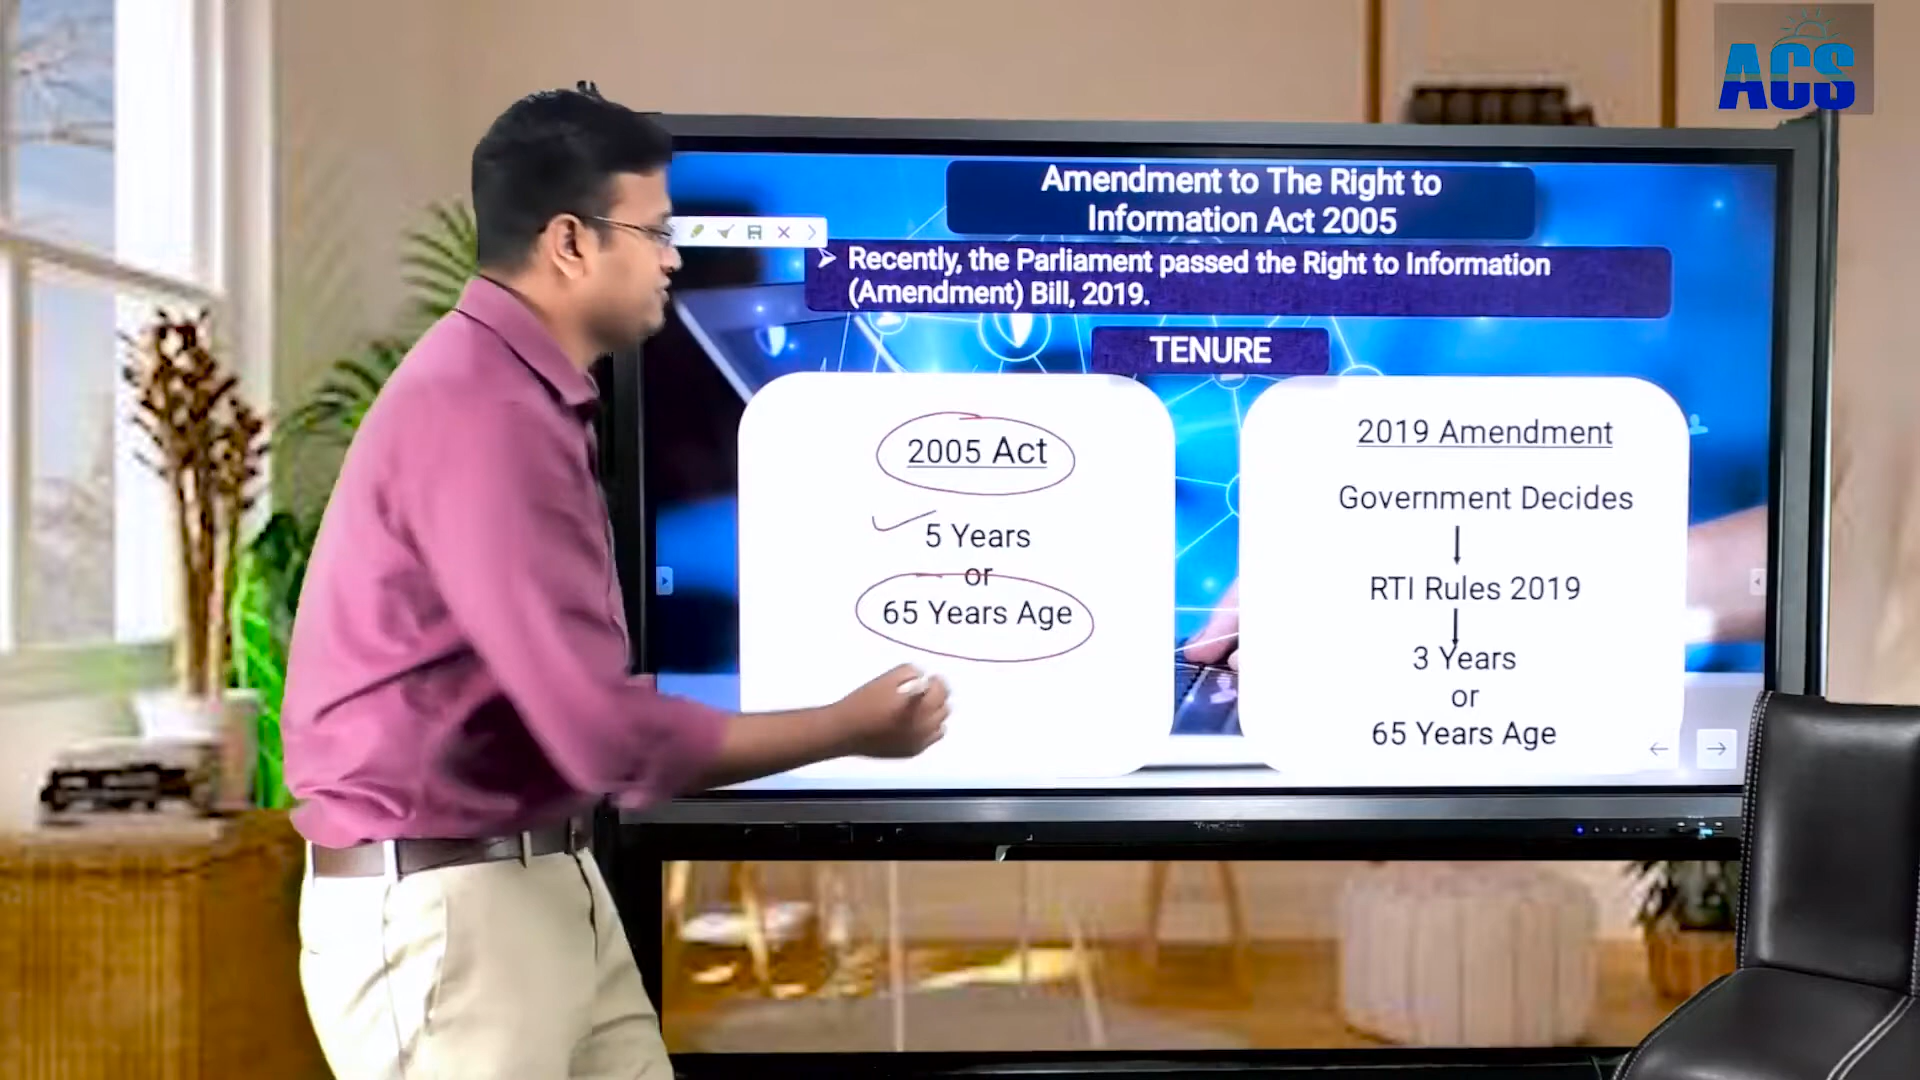 ACS
Amendment to The Right to
Information Act 2005
➢ Recently, the Parliament passed the Right to Information
(Amendment) Bill, 2019.
TENURE
2005 Act
5 Years
or
65 Years Age
2019 Amendment
Government Decides
RTI Rules 2019
3 Years
or
65 Years Age